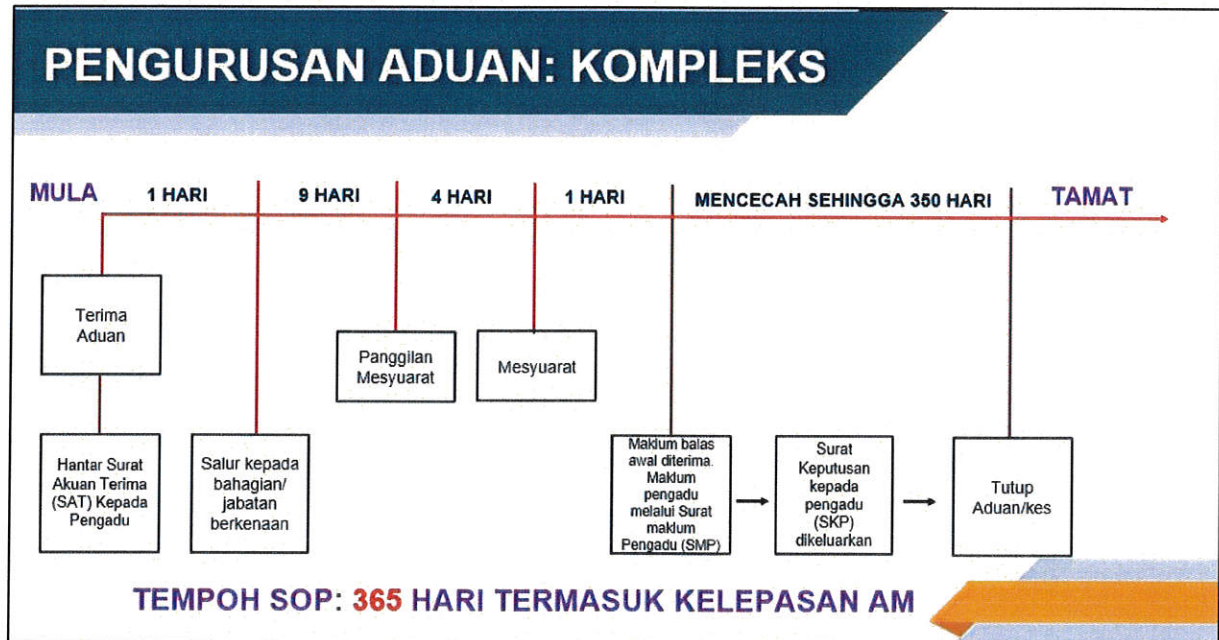 PENGURUSAN ADUAN: KOMPLEKS
MULA
1 HARI
9 HARI
4 HARI
1 HARI
MENCECAH SEHINGGA 350 HARI
TAMAT
Terima
Aduan
Panggilan
Mesyuarat
Mesyuarat
Hantar Surat
Akuan Terima
(SAT) Kepada
Pengadu
Salur kepada
bahagian/
jabatan
berkenaan
Maklum balas
awal diterima.
Maklum
pengadu
melalui Surat
maklum
Pengadu (SMP)
Surat
Keputusan
kepada
pengadu
(SKP)
dikeluarkan
Tutup
Aduan/kes
TEMPOH SOP: 365 HARI TERMASUK KELEPASAN AM